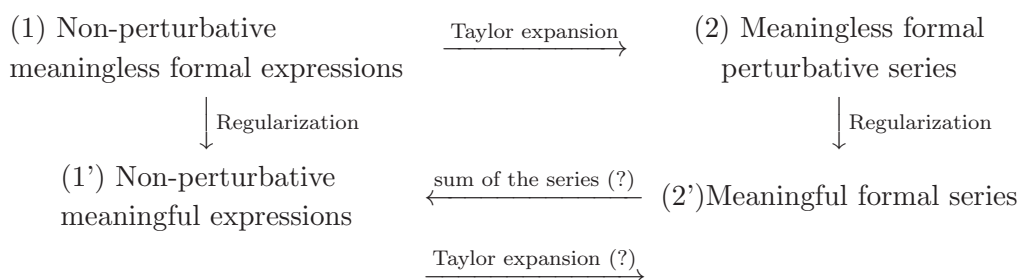 (1) Non-perturbative
meaningless formal expressions
Taylor expansion
(2) Meaningless formal
perturbative series
Regularization
Regularization
(1') Non-perturbative
meaningful expressions
sum of the series (?)
(2')Meaningful formal series
Taylor expansion (?)